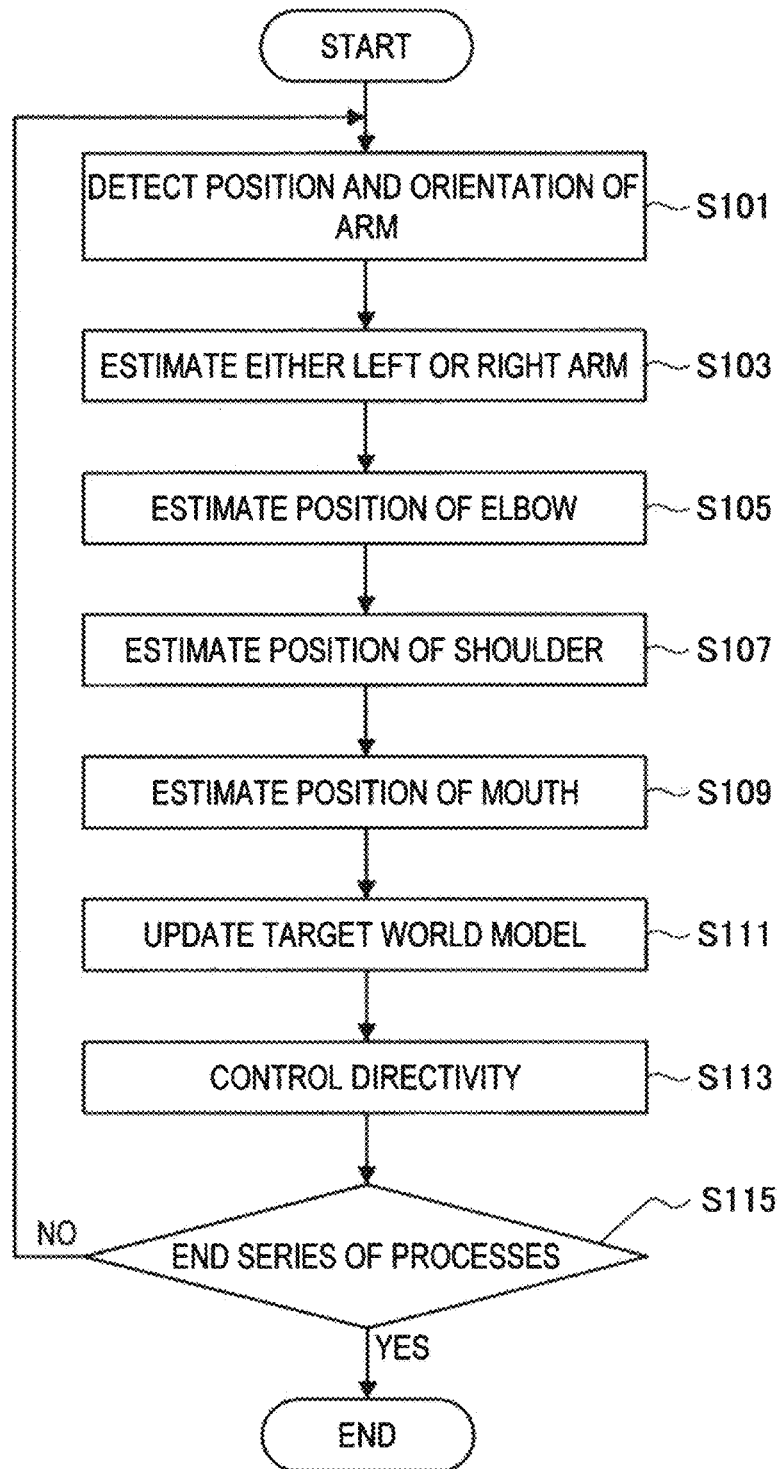 START
DETECT POSITION AND ORIENTATION OF
ARM
S101
ESTIMATE EITHER LEFT OR RIGHT ARM
S103
ESTIMATE POSITION OF ELBOW
S105
ESTIMATE POSITION OF SHOULDER
S107
ESTIMATE POSITION OF MOUTH
S109
UPDATE TARGET WORLD MODEL
S111
CONTROL DIRECTIVITY
S113
S115
NO
END SERIES OF PROCESSES
YES
END